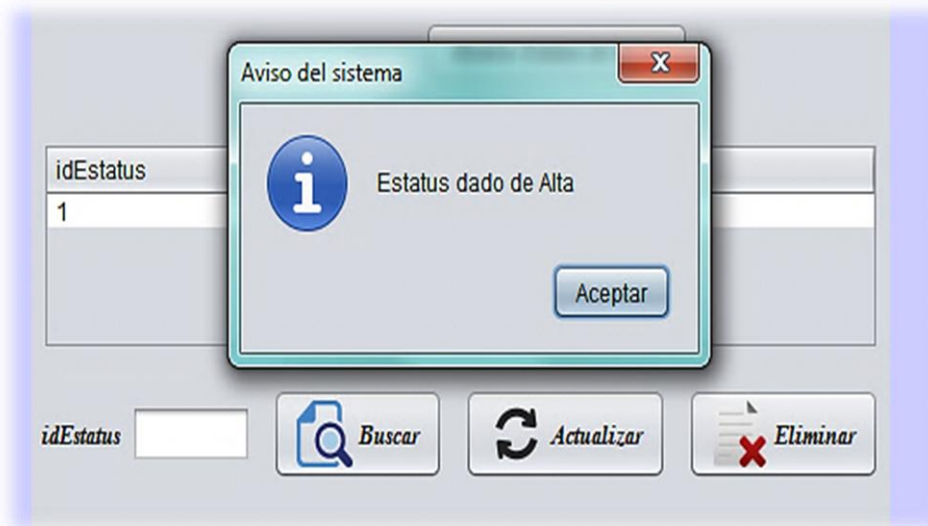 Aviso del sistema
x
Estatus dado de Alta
Aceptar
idEstatus
1
idEstatus
Buscar
Actualizar
Eliminar